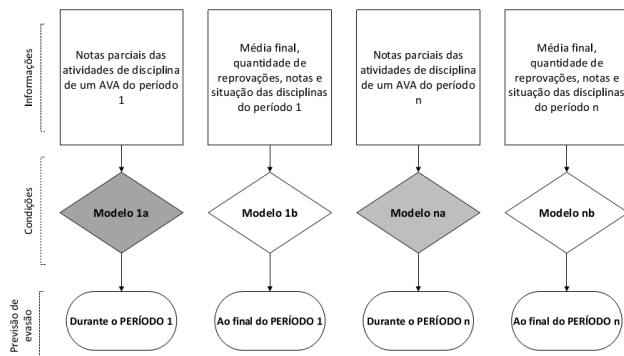 Informações
Notas parciais das
atividades de disciplina
de um AVA do período
1
Média final,
quantidade de
reprovações, notas e
situação das disciplinas
do período 1
Notas parciais das
atividades de disciplina
de um AVA do período
n
Média final,
quantidade de
reprovações, notas e
situação das disciplinas
do período n
Condições
Modelo 1a
Modelo 1b
Modelo na
Modelo nb
Previsão de
evasão
Durante o PERÍODO 1
Ao final do PERÍODO 1
Durante o PERÍODO n
Ao final do PERÍODO n